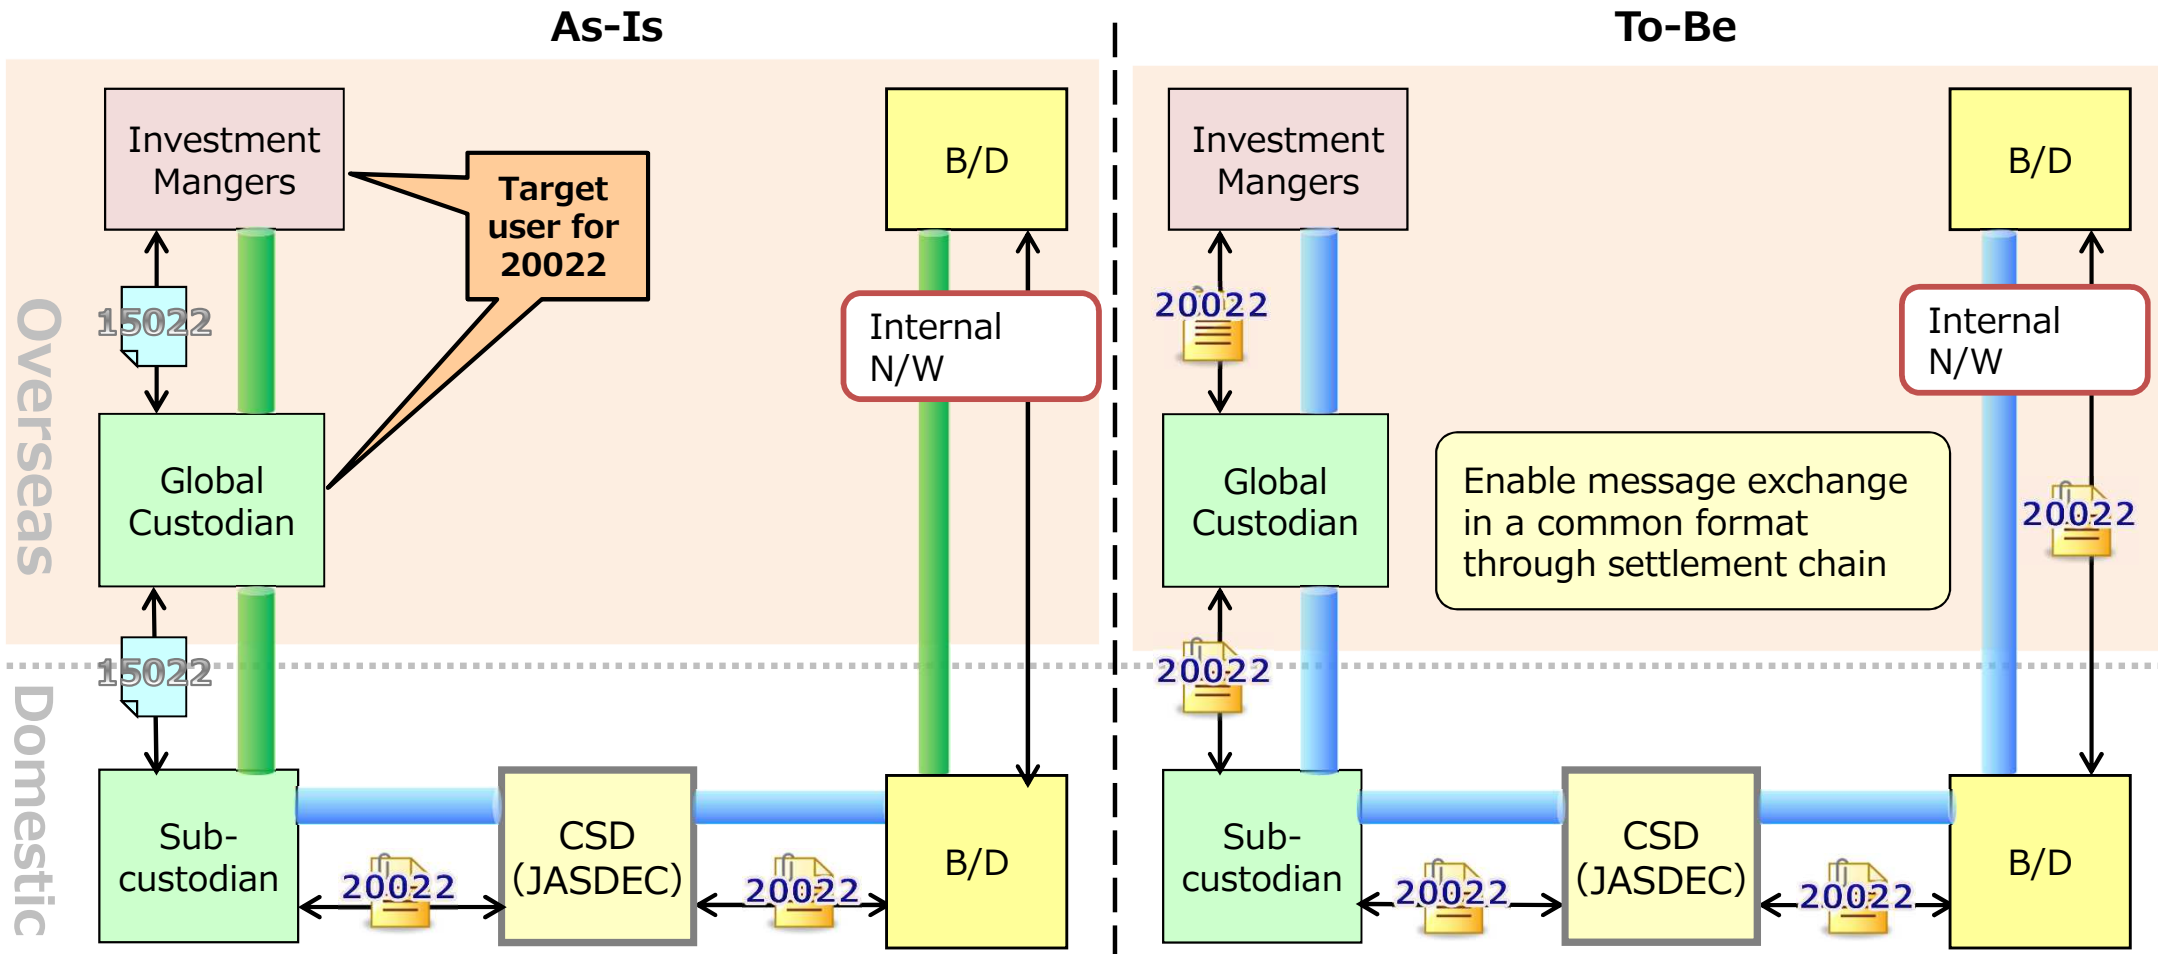 As-Is
Investment
Mangers
Target
user for
20022
B/D
15022
Internal
N/W
Overseas
Global
Custodian
15022
Domestic
Sub-
custodian
20022
CSD
(JASDEC)
20022
B/D
To-Be
Investment
Mangers
B/D
20022
Internal
N/W
Global
Custodian
Enable message exchange
in a common format
through settlement chain
20022
20022
Sub-
custodian
20022
CSD
(JASDEC)
20022
B/D